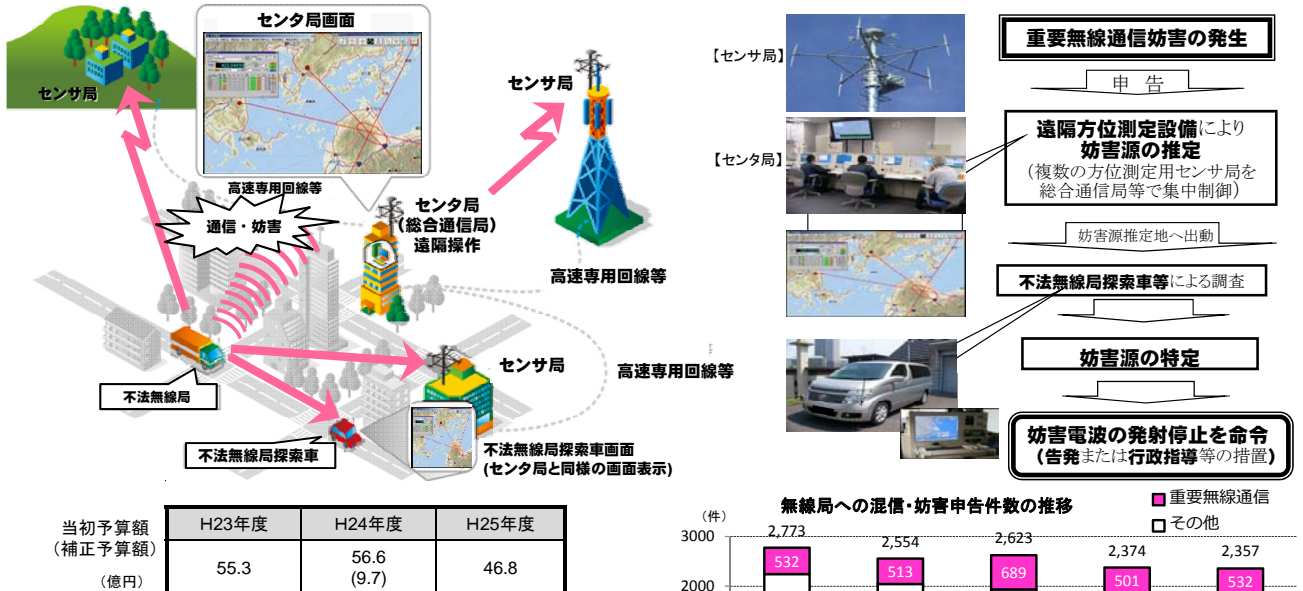 センタ局画面
センサ局
センサ局
高速専用回線等
通信・妨害
センタ局
(総合通信局)
遠隔操作
高速専用回線等
センサ局
高速専用回線等
不法無線局
不法無線局探索車
不法無線局探索車画面
(センタ局と同様の画面表示)
【センサ局】
【センタ局】
重要無線通信妨害の発生
申 告
遠隔方位測定設備により
妨害源の推定
(複数の方位測定用センサ局を
総合通信局等で集中制御)
妨害源推定地へ出動
不法無線局探索車等による調査
妨害源の特定
妨害電波の発射停止を命令
(告発または行政指導等の措置)
当初予算額
(補正予算額)
(億円)
H23年度 H24年度 H25年度
55.3 56.6 46.8
(9.7)
無線局への混信・妨害申告件数の推移
重要無線通信
その他
(件)
3000
2000
2,773 2,554 2,623 2,374 2,357
532 513 689 501 532